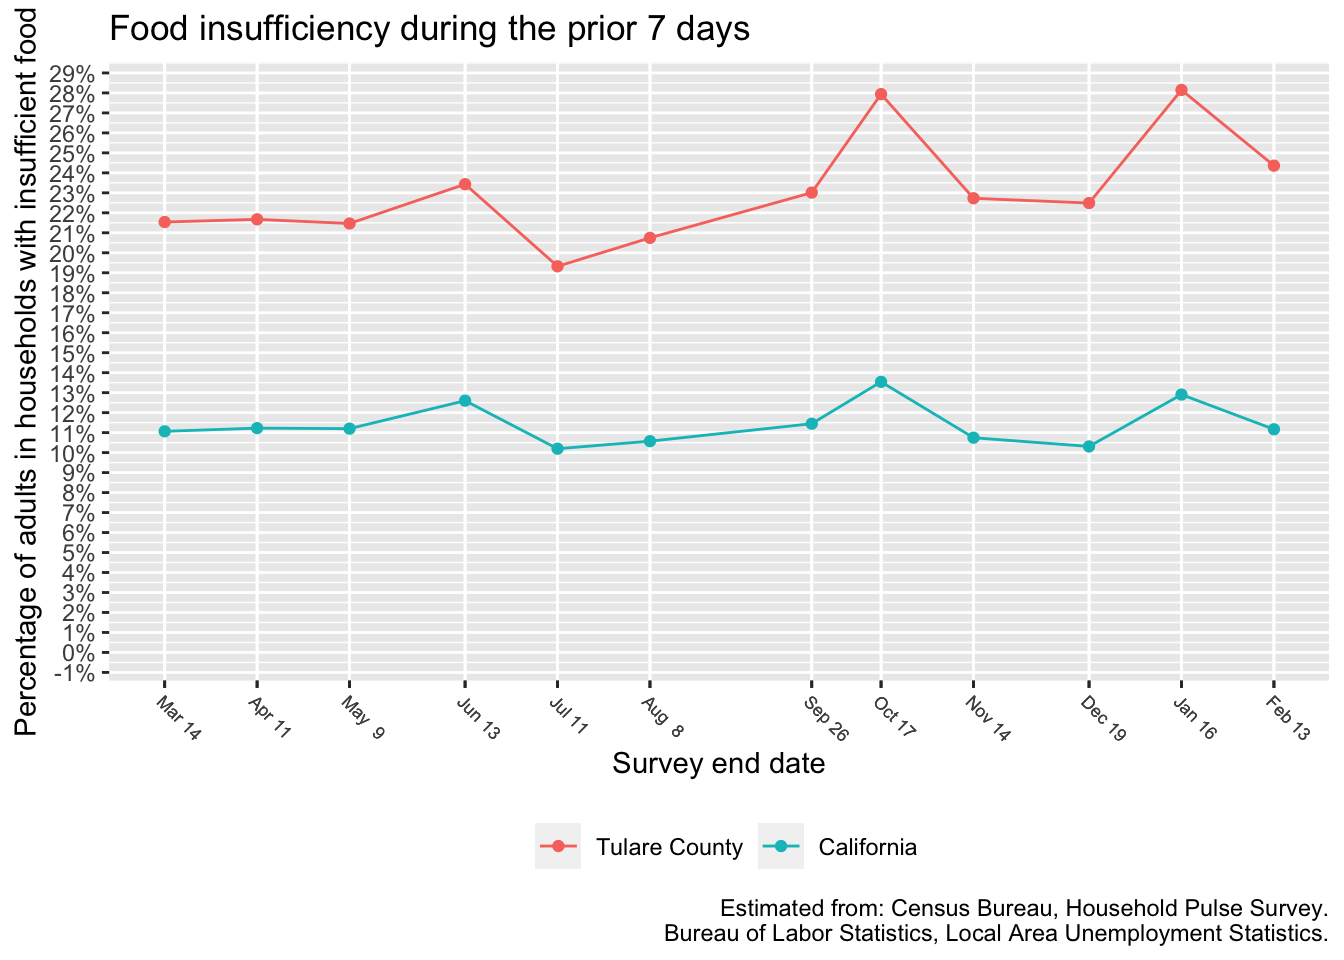 Food insufficiency during the prior 7 days
Percentage of adults in households with insufficient food
29%
28%
27%
26%
25%
24%
23%
22%
21%
20%
19%
18%
17%
16%
15%
14%
13%
12%
11%
10%
9%
8%
7%
6%
5%
4%
3%
2%
1%
0%
-1%
Mar 14
Apr 11
May 9
Jun 13
Jul 11
Aug 8
Sep 26
Oct 17
Nov 14
Dec 19
Jan 16
Feb 13
Survey end date
Tulare County
California
Estimated from: Census Bureau, Household Pulse Survey.
Bureau of Labor Statistics, Local Area Unemployment Statistics.